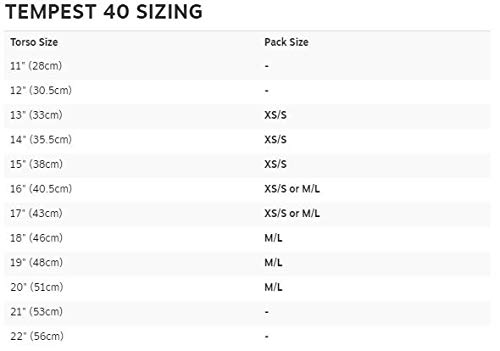 TEMPEST 40 SIZING
Torso Size Pack Size
11" (28cm) -
12" (30.5cm) -
13" (33cm) XS/S
14" (35.5cm) XS/S
15" (38cm) XS/S
16" (40.5cm) XS/S or M/L
17" (43cm) XS/S or M/L
18" (46cm) M/L
19" (48cm) M/L
20" (51cm) M/L
21" (53cm) -
22" (56cm) -